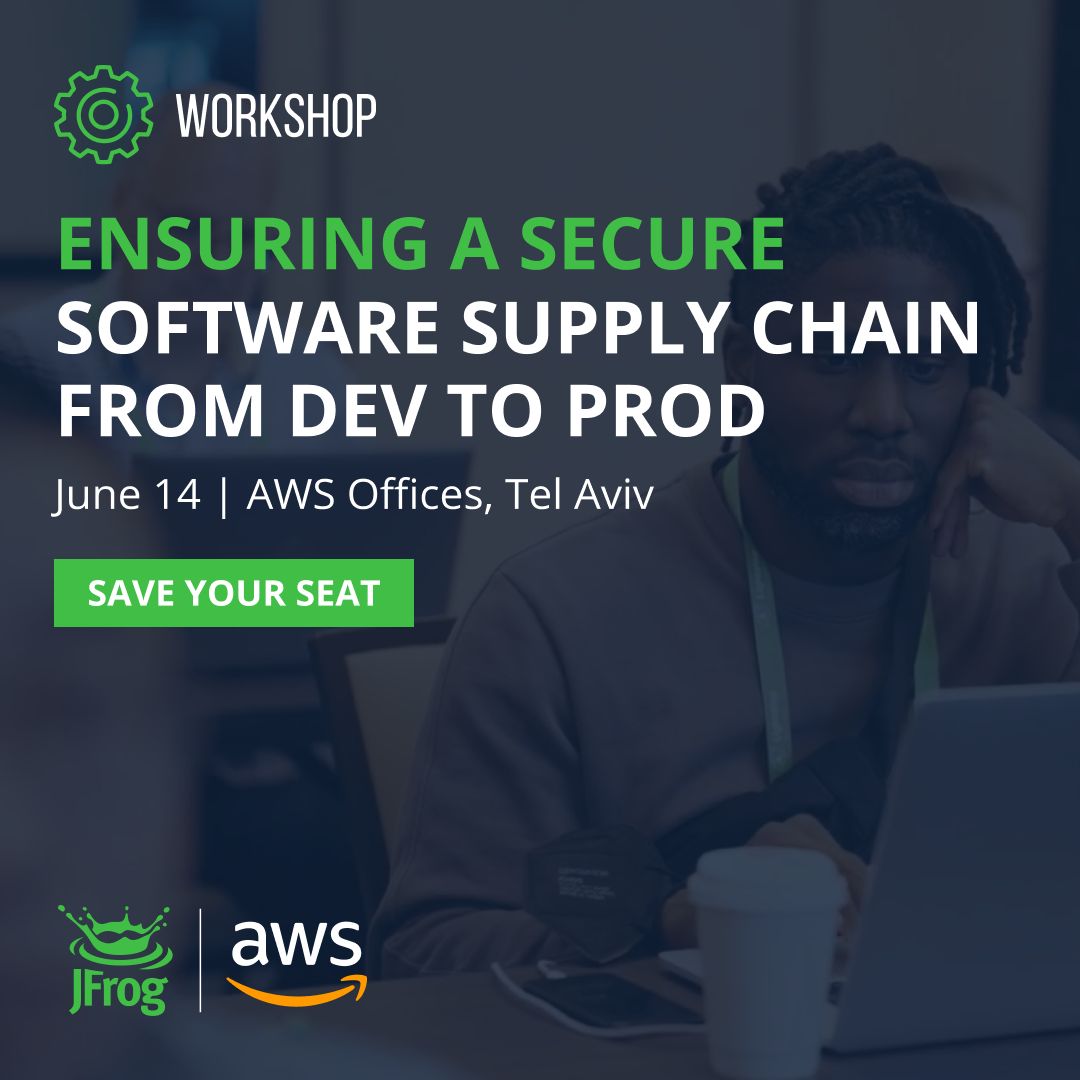 WORKSHOP
ENSURING A SECURE
SOFTWARE SUPPLY CHAIN
FROM DEV TO PROD
June 14 | AWS Offices, Tel Aviv
SAVE YOUR SEAT
JFrog
aws